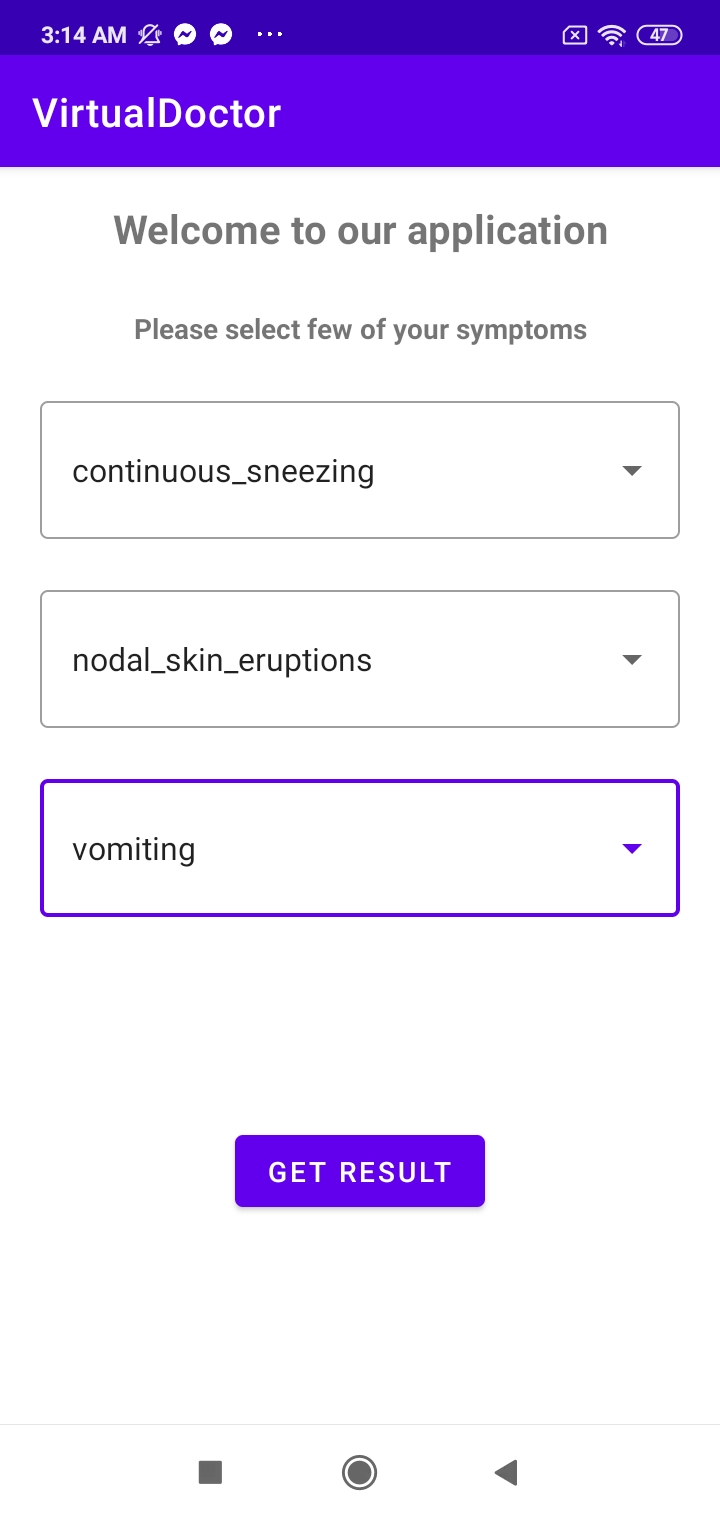 3:14 AM
47
VirtualDoctor
Welcome to our application
Please select few of your symptoms
continuous_sneezing
nodal_skin_eruptions
vomiting
GET RESULT